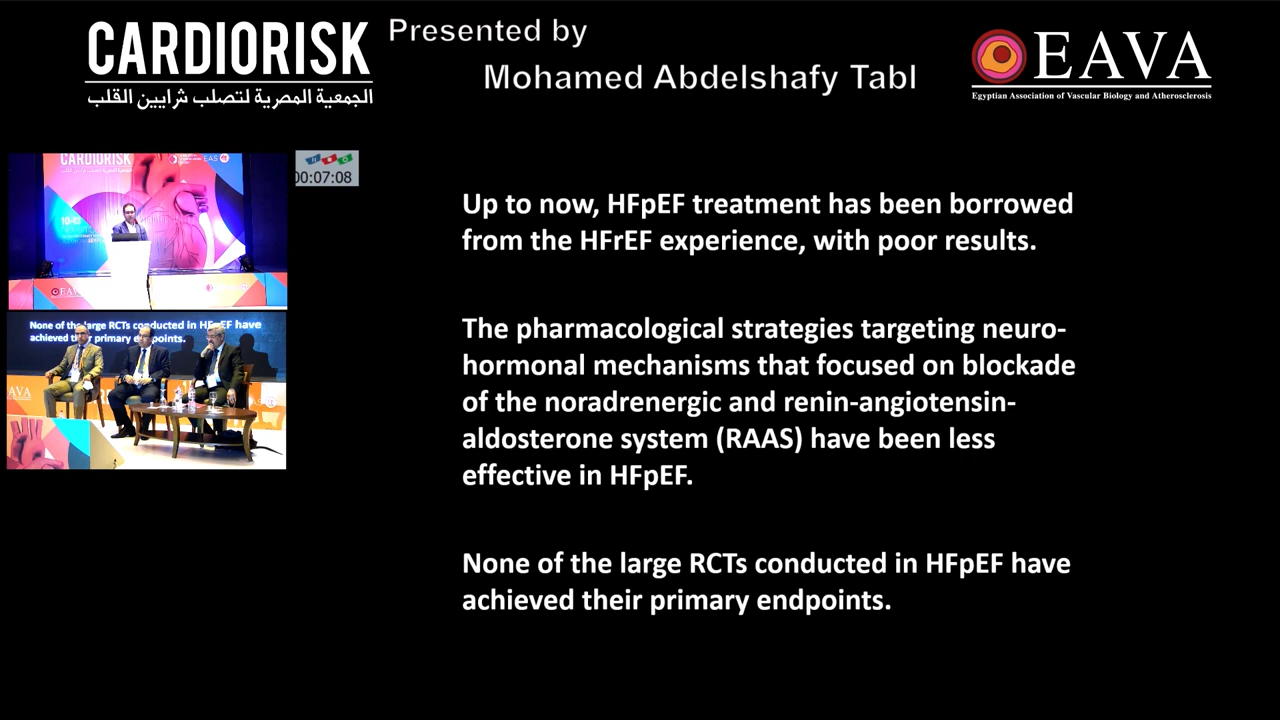 CARDIORISK
الجمعية المصرية لتصلب شرايين القلب
Presented by
Mohamed Abdelshafy Tabl
EAVA
Egyptian Association of Vascular Biology and Atherosclerosis
CARDIORISK
EAS
EAVA
00:07:08
None of the large RCTs conducted in HFpEF have
achieved their primary endpoints.
EAVA
Up to now, HFpEF treatment has been borrowed
from the HFrEF experience, with poor results.
The pharmacological strategies targeting neuro-
hormonal mechanisms that focused on blockade
of the noradrenergic and renin-angiotensin-
aldosterone system (RAAS) have been less
effective in HFpEF.
None of the large RCTs conducted in HFpEF have
achieved their primary endpoints.